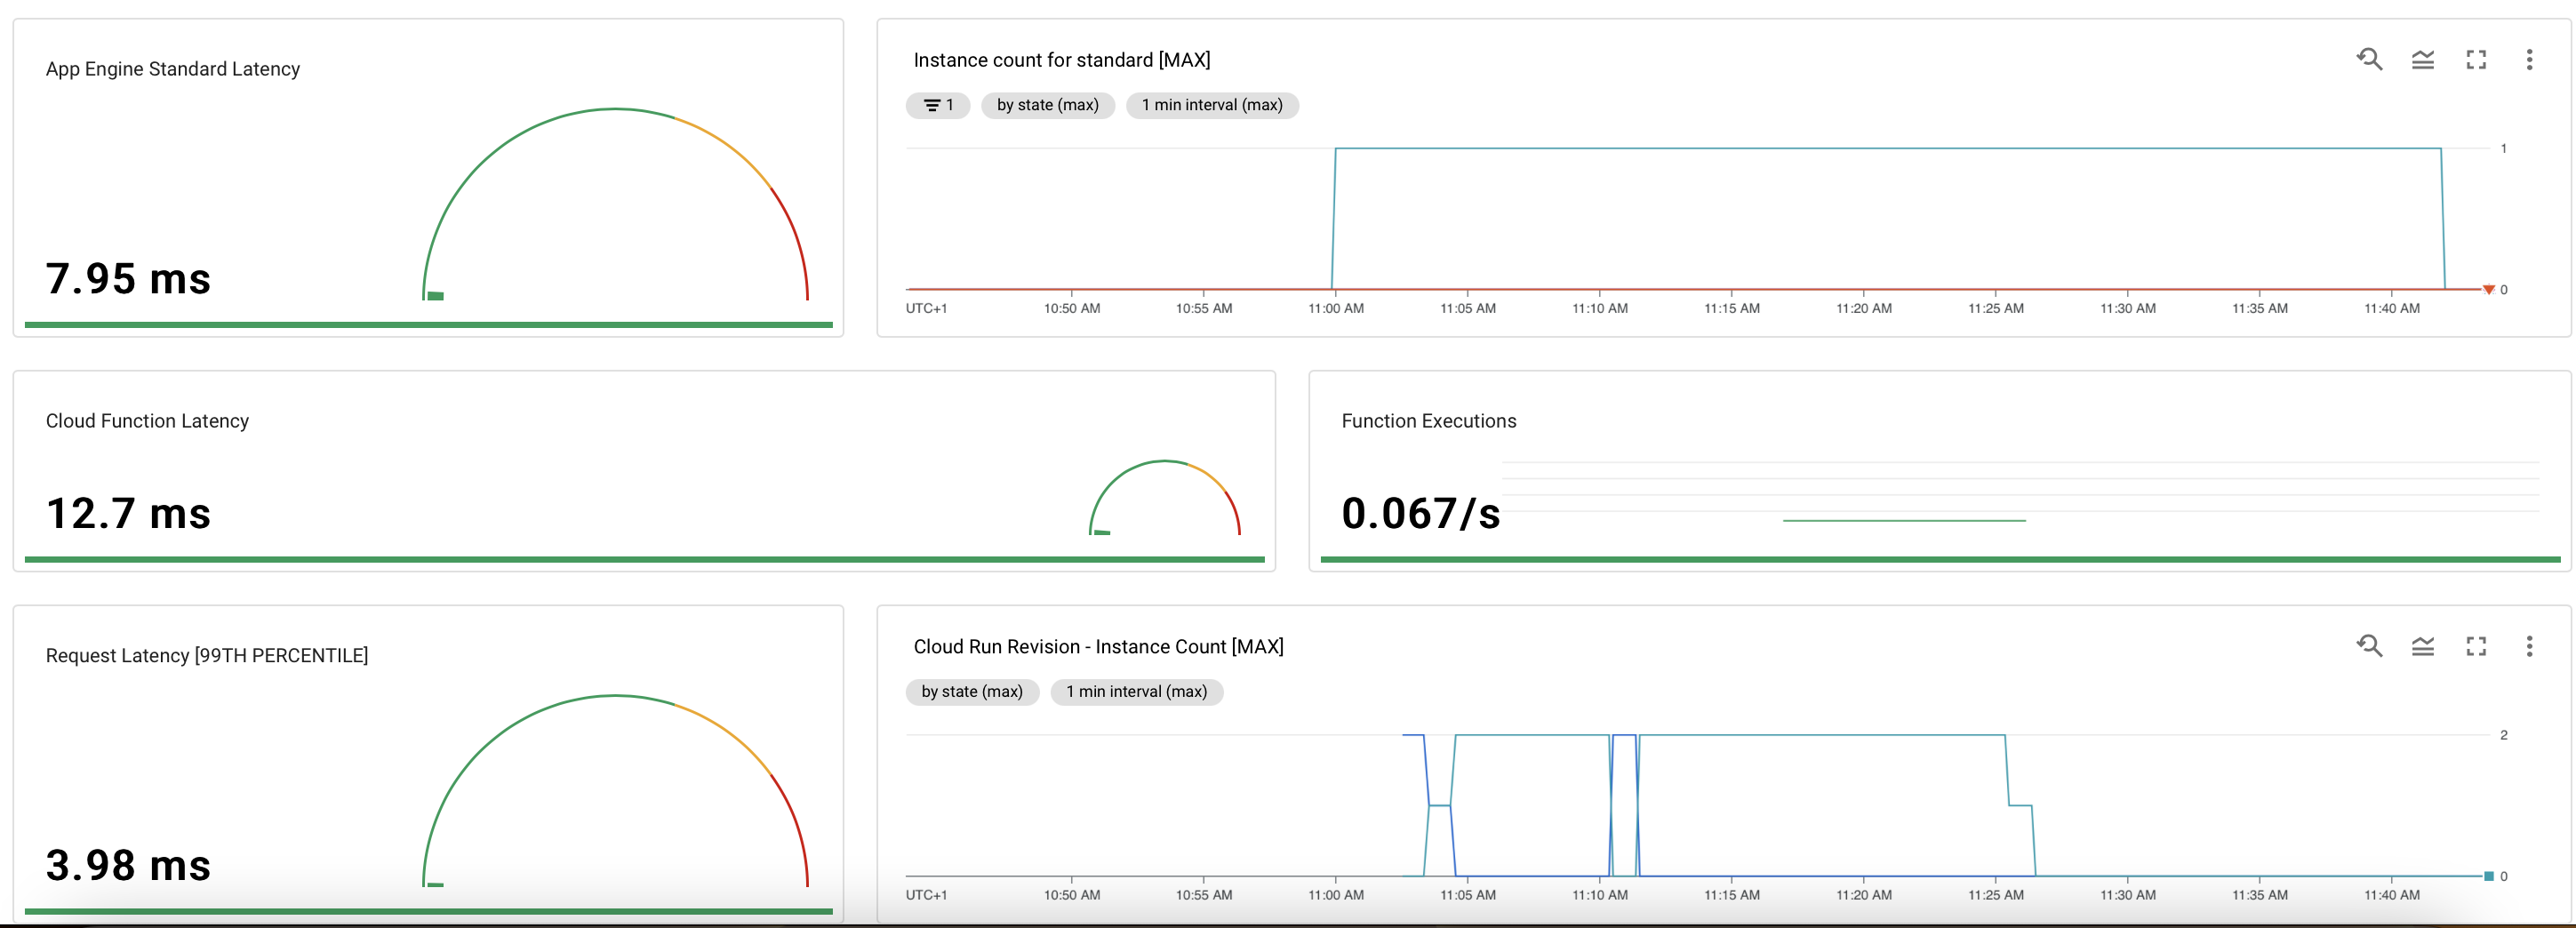 App Engine Standard Latency
7.95 ms
Instance count for standard [MAX]
1
by state (max)
1 min interval (max)
1
0
UTC+1
10:50 AM
10:55 AM
11:00 AM
11:05 AM
11:10 AM
11:15 AM
11:20 AM
11:25 AM
11:30 AM
11:35 AM
11:40 AM
Cloud Function Latency
12.7 ms
Function Executions
0.067/s
Request Latency [99TH PERCENTILE]
3.98 ms
Cloud Run Revision - Instance Count [MAX]
by state (max)
1 min interval (max)
2
0
UTC+1
10:50 AM
10:55 AM
11:00 AM
11:05 AM
11:10 AM
11:15 AM
11:20 AM
11:25 AM
11:30 AM
11:35 AM
11:40 AM